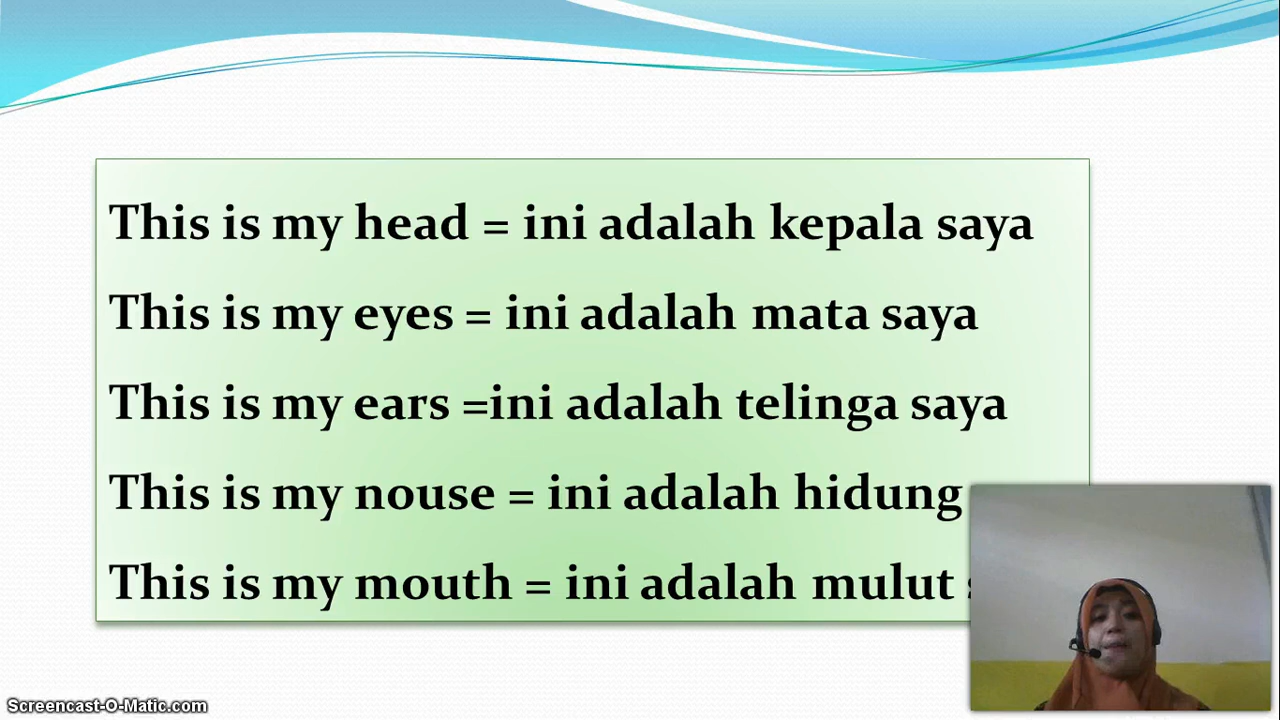 This is my head = ini adalah kepala saya
This is my eyes = ini adalah mata saya
This is my ears =ini adalah telinga saya
This is my nouse = ini adalah hidung
This is my mouth = ini adalah mulut
Screencast-O-Matic.com